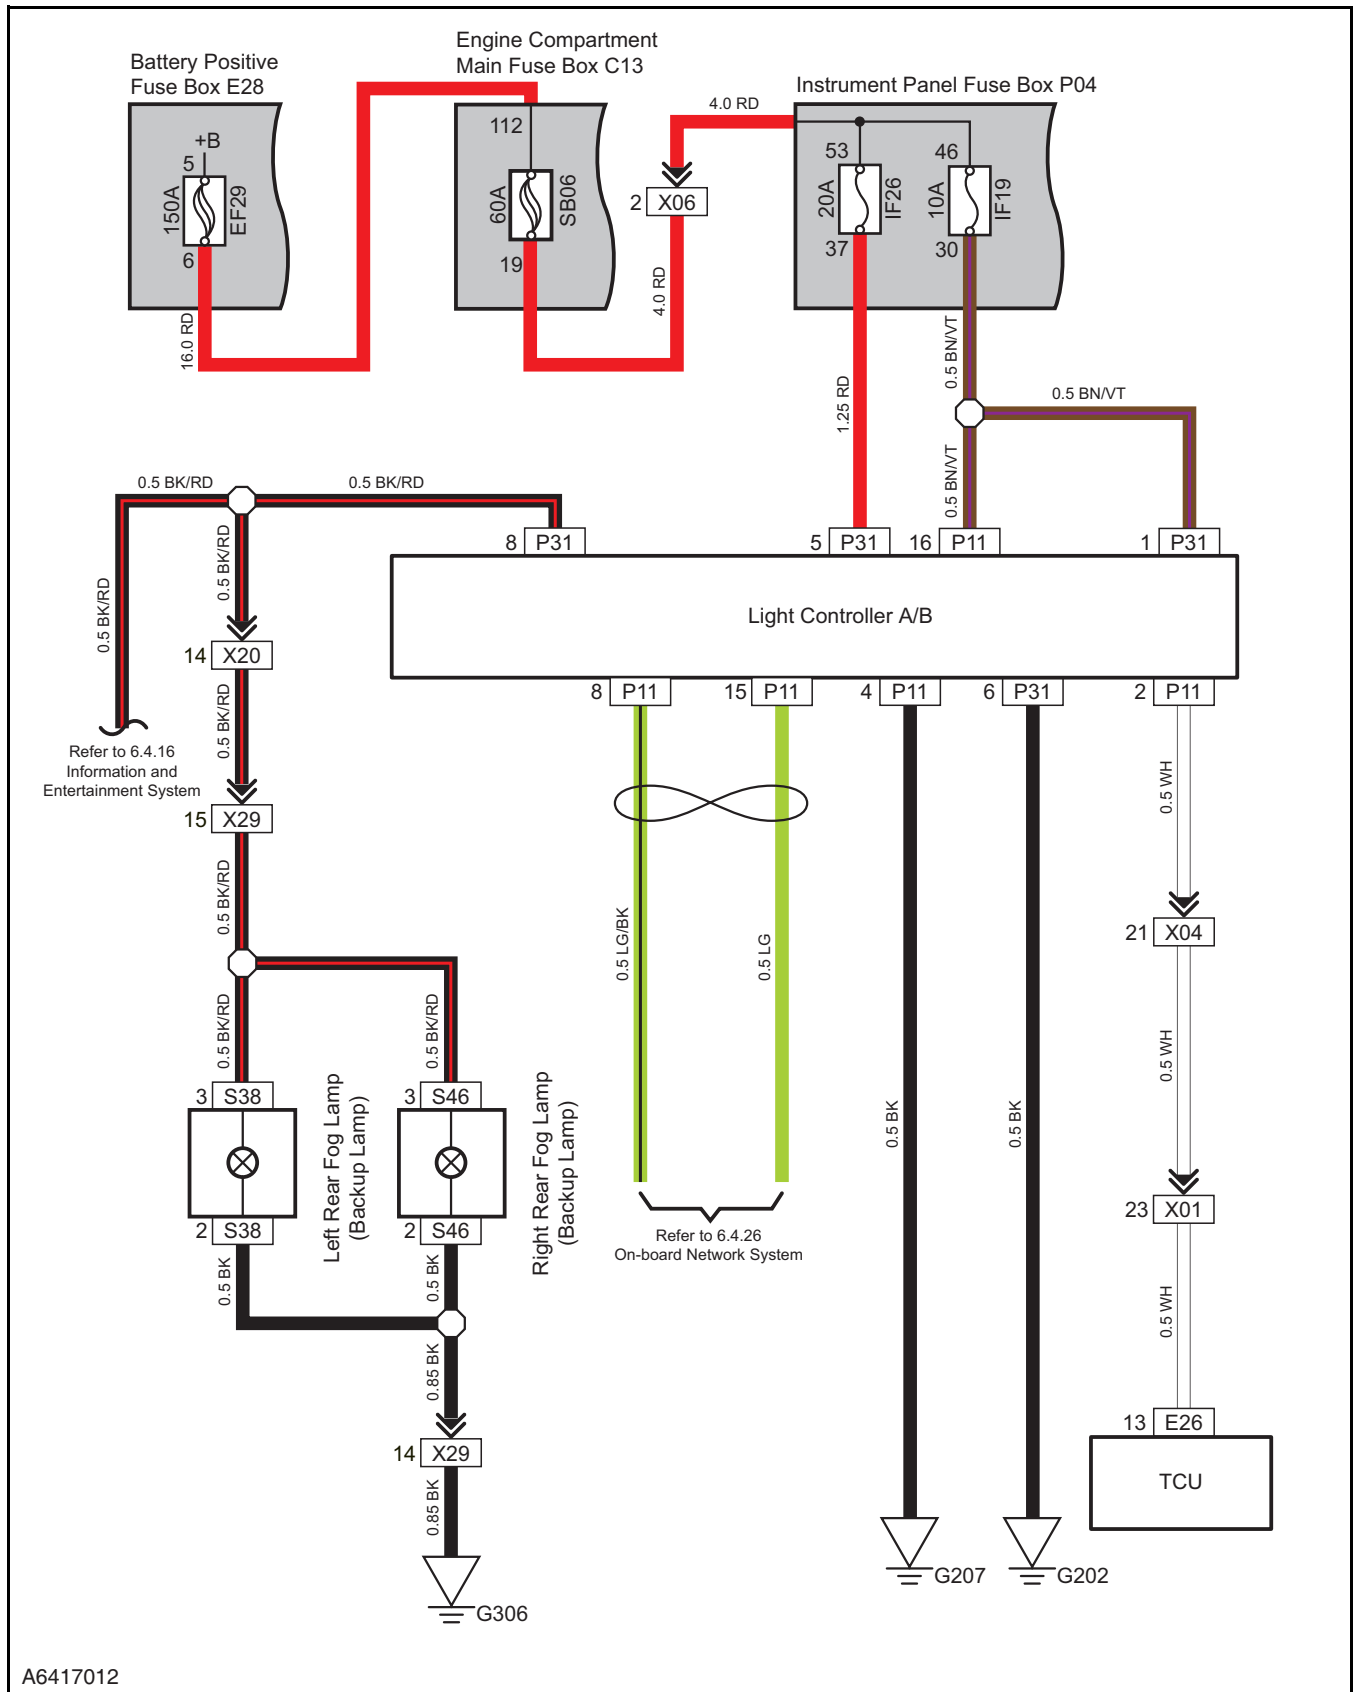 Battery Positive
Fuse Box E28
Engine Compartment
Main Fuse Box C13
Instrument Panel Fuse Box P04
4.0 RD
+B
5
150A
EF29
6
112
60A
SB06
19
2 X06
53
20A
IF26
37
46
10A
IF19
30
16.0 RD
4.0 RD
1.25 RD
0.5 BN/VT
0.5 BN/VT
0.5 BN/VT
0.5 BK/RD
0.5 BK/RD
0.5 BK/RD
0.5 BK/RD
8 P31
5 P31
16 P11
1 P31
Light Controller A/B
14 X20
8 P11
15 P11
4 P11
6 P31
2 P11
0.5 BK/RD
Refer to 6.4.16
Information and
Entertainment System
15 X29
0.5 WH
0.5 BK/RD
0.5 LG/BK
0.5 LG
21 X04
0.5 BK/RD
0.5 BK/RD
0.5 WH
3 S38
3 S46
Left Rear Fog Lamp
(Backup Lamp)
Right Rear Fog Lamp
(Backup Lamp)
0.5 BK
0.5 BK
2 S38
2 S46
23 X01
Refer to 6.4.26
On-board Network System
0.5 BK
0.5 BK
0.5 WH
0.85 BK
13 E26
TCU
14 X29
0.85 BK
G207
G202
G306
A6417012